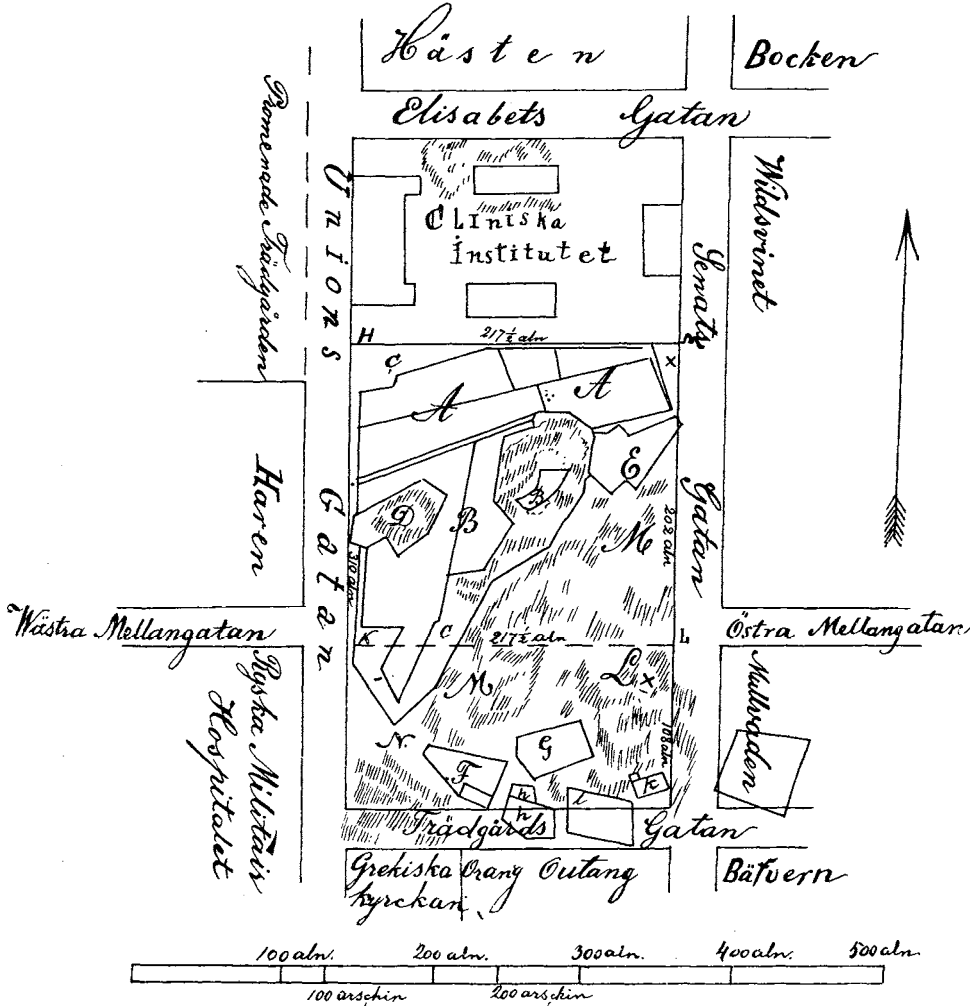 Hästen
Bocken
Elisabets Gatan
Promenade Trädgården
Unions Gatan
Cliniska
Institutet
Senats Gatan
Wildsvinet
H
217½ aln
Ç
X
A
A
E
Haren
D
B
B
M
202 aln
310 aln
Wästra Mellangatan
K
C
217½ aln
L
Östra Mellangatan
Ryska Militais
Hospitalet
M
L
X
Mullvaden
N.
G
108 aln
F
h
h
i
k
Trädgårds Gatan
Grekiska
kyrckan
Orang Outang
Bäfvern
100 aln. 200 aln. 300 aln. 400 aln. 500 aln.
100 arschin 200 arschin